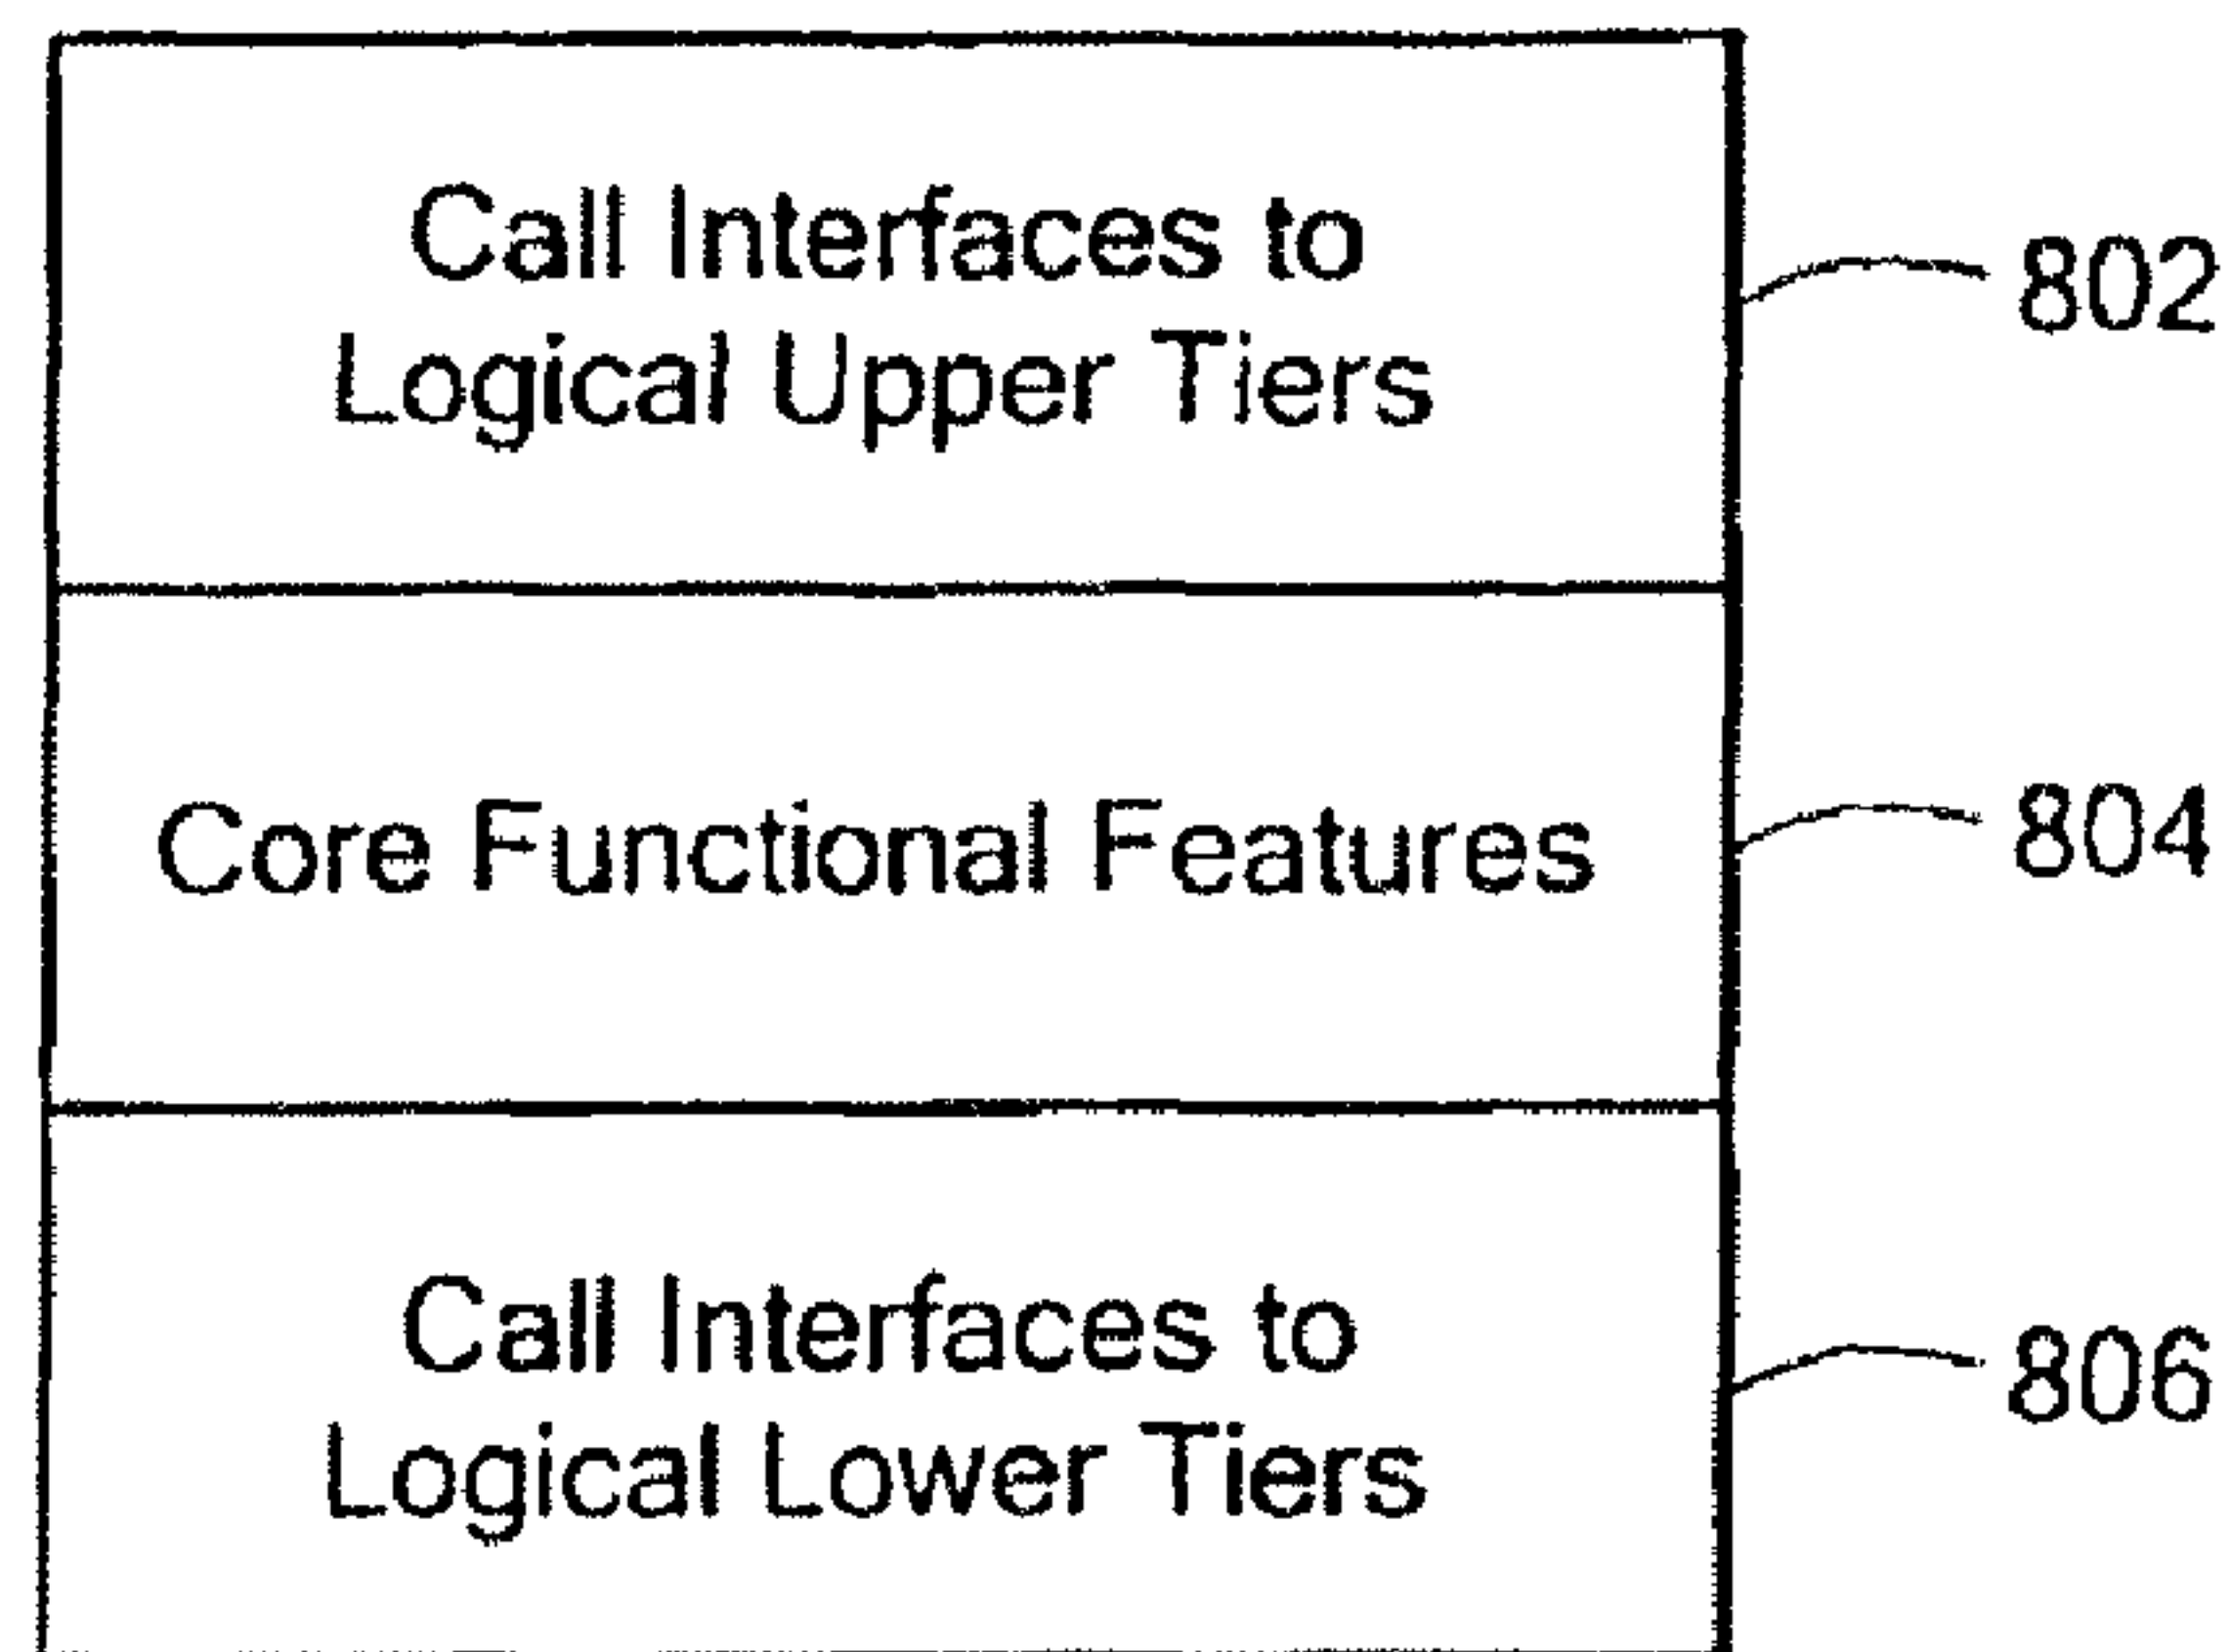 Call Interfaces to
Logical Upper Tiers
802
Core Functional Features
804
Call Interfaces to
Logical Lower Tiers
806